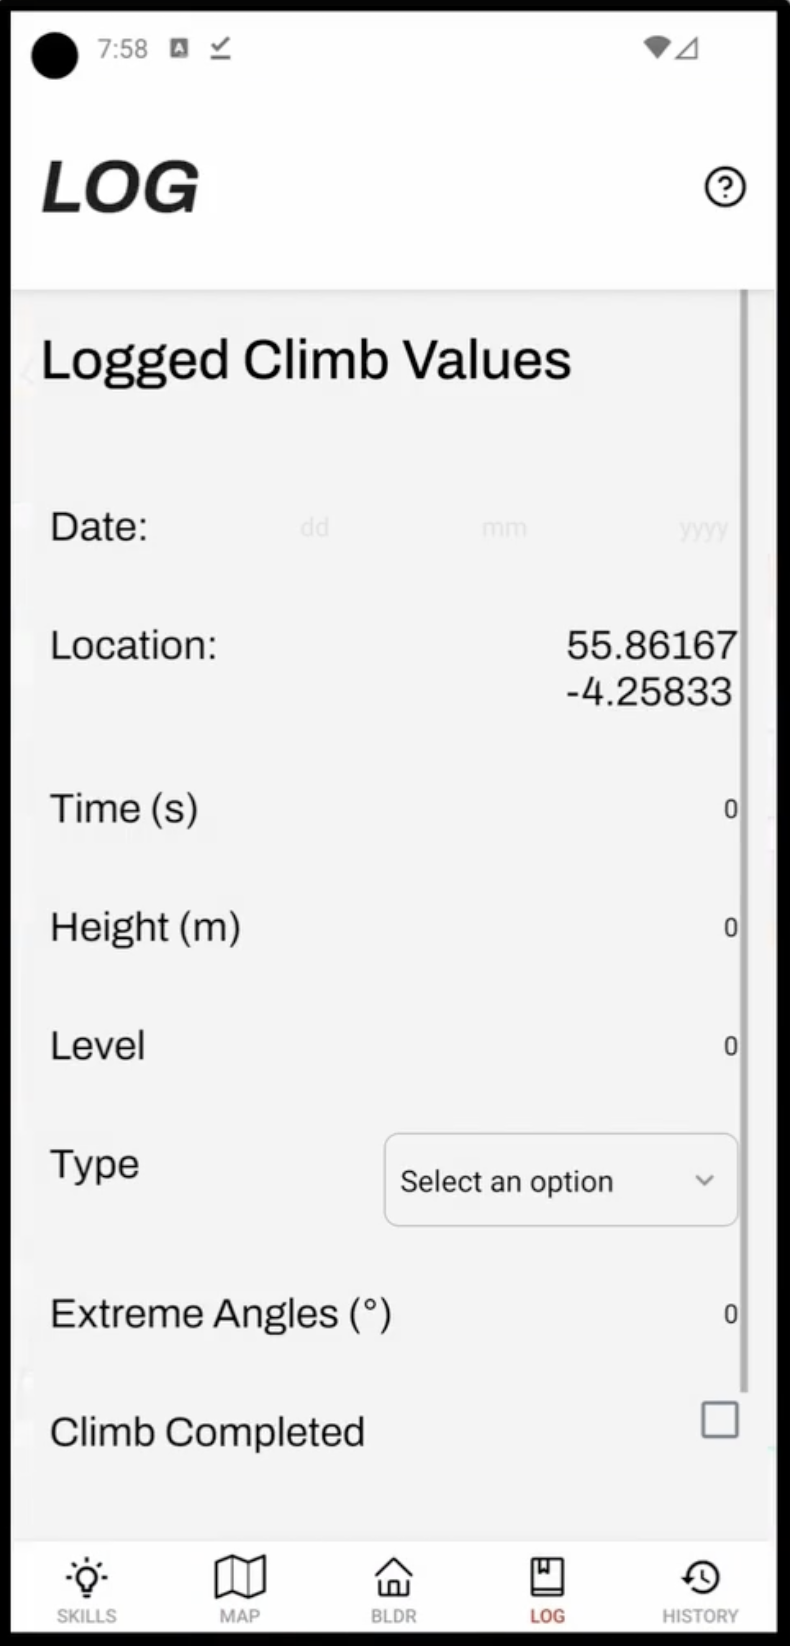 7:58
LOG
Logged Climb Values
Date: dd mm yyyy
Location: 55.86167
-4.25833
Time (s) 0
Height (m) 0
Level 0
Type Select an option
Extreme Angles (°) 0
Climb Completed
SKILLS MAP BLDR LOG HISTORY